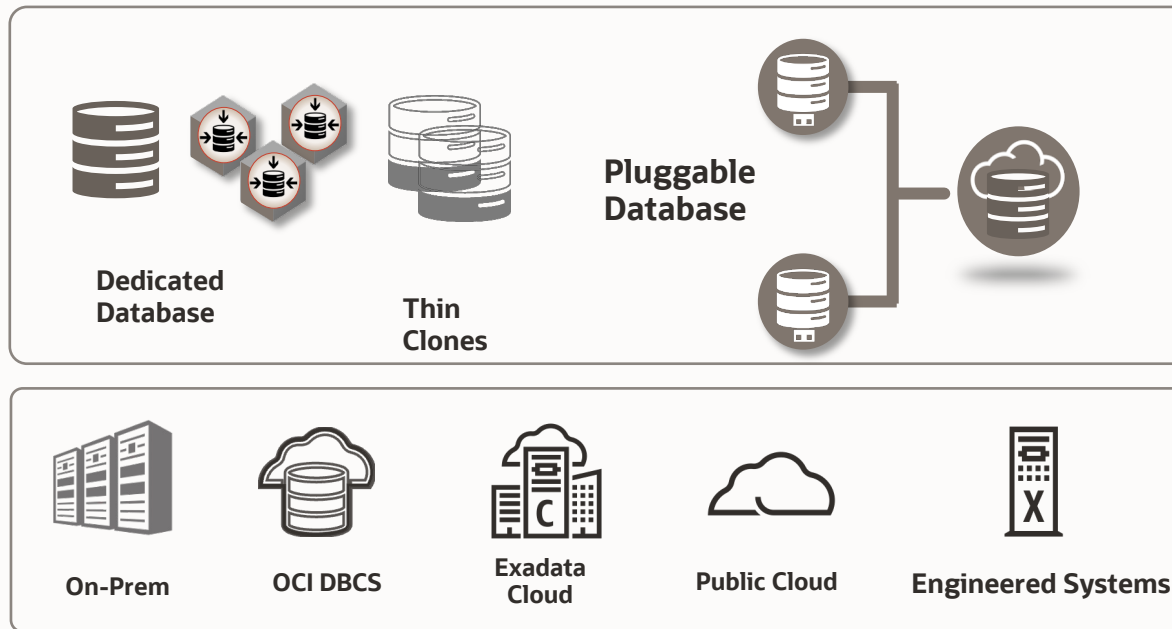 Dedicated
Database
Thin
Clones
Pluggable
Database
On-Prem
OCI DBCS
C
Exadata
Cloud
Public Cloud
X
Engineered Systems